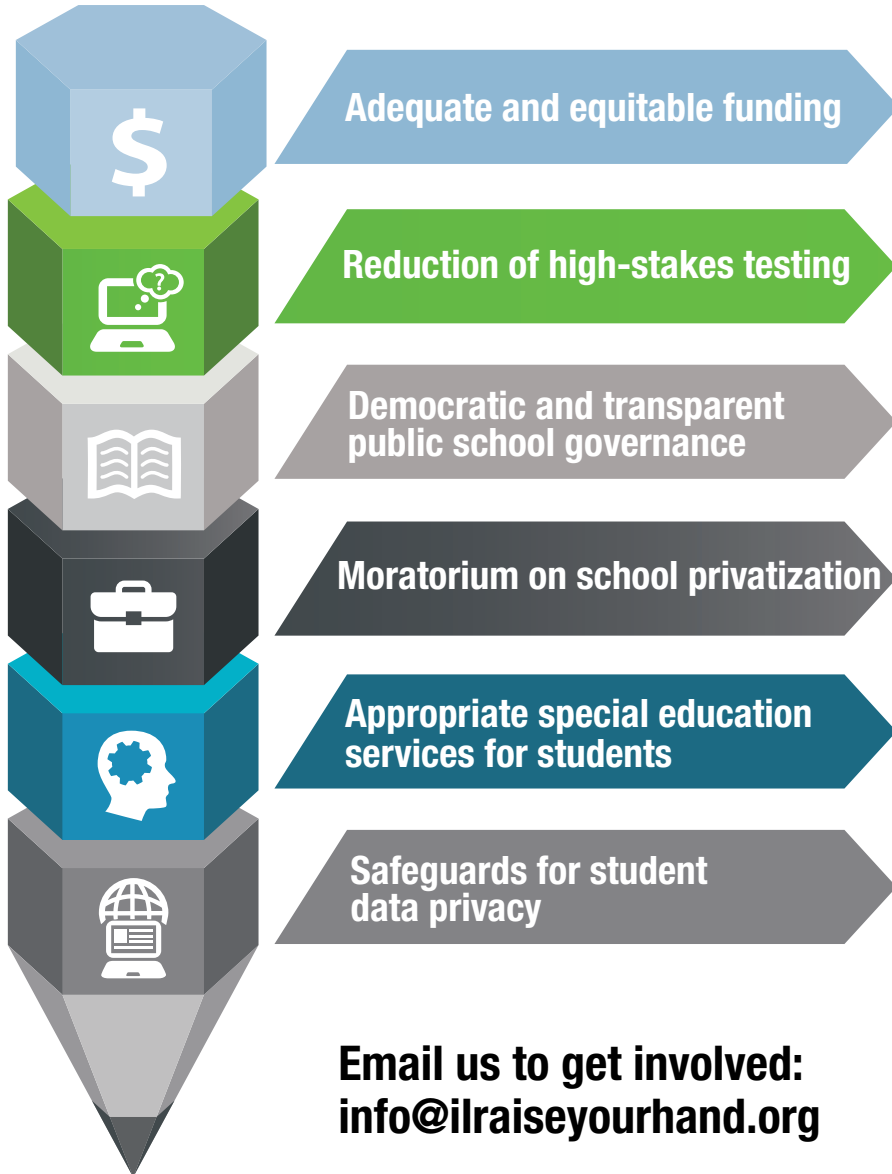 $
Adequate and equitable funding
?
Reduction of high-stakes testing
Democratic and transparent
public school governance
Moratorium on school privatization
Appropriate special education
services for students
Safeguards for student
data privacy
Email us to get involved:
info@ilraiseyourhand.org